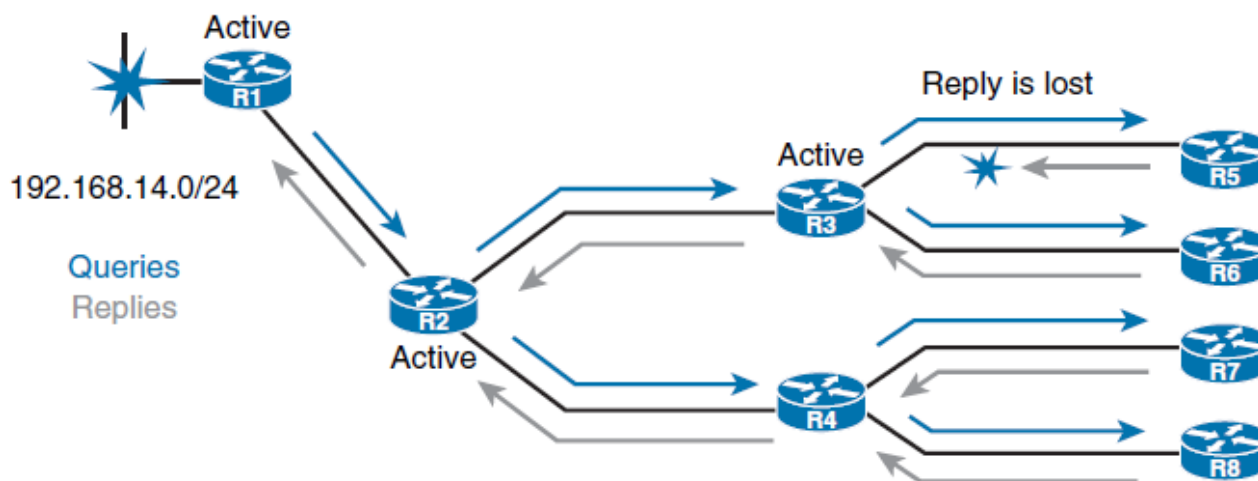 Active
R1
Reply is lost
192.168.14.0/24
Active
R3
R5
Queries
Replies
R6
R2
Active
R7
R4
R8